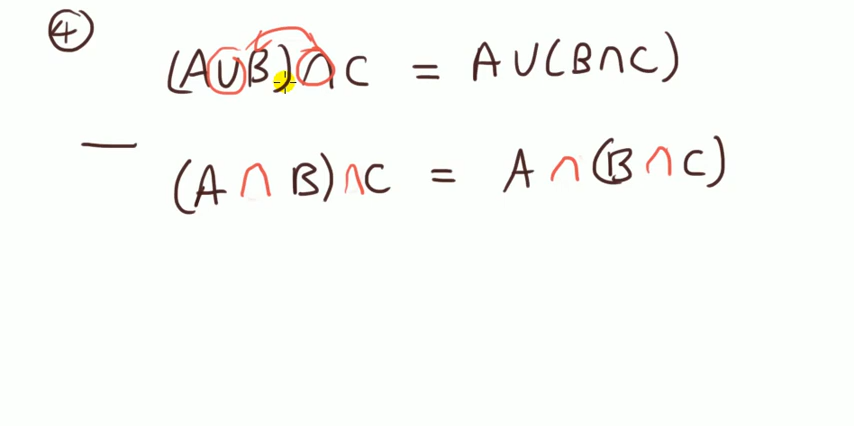 ④
(A∪B)∩C = A∪(B∩C)
— (A∩B)∩C = A∩(B∩C)